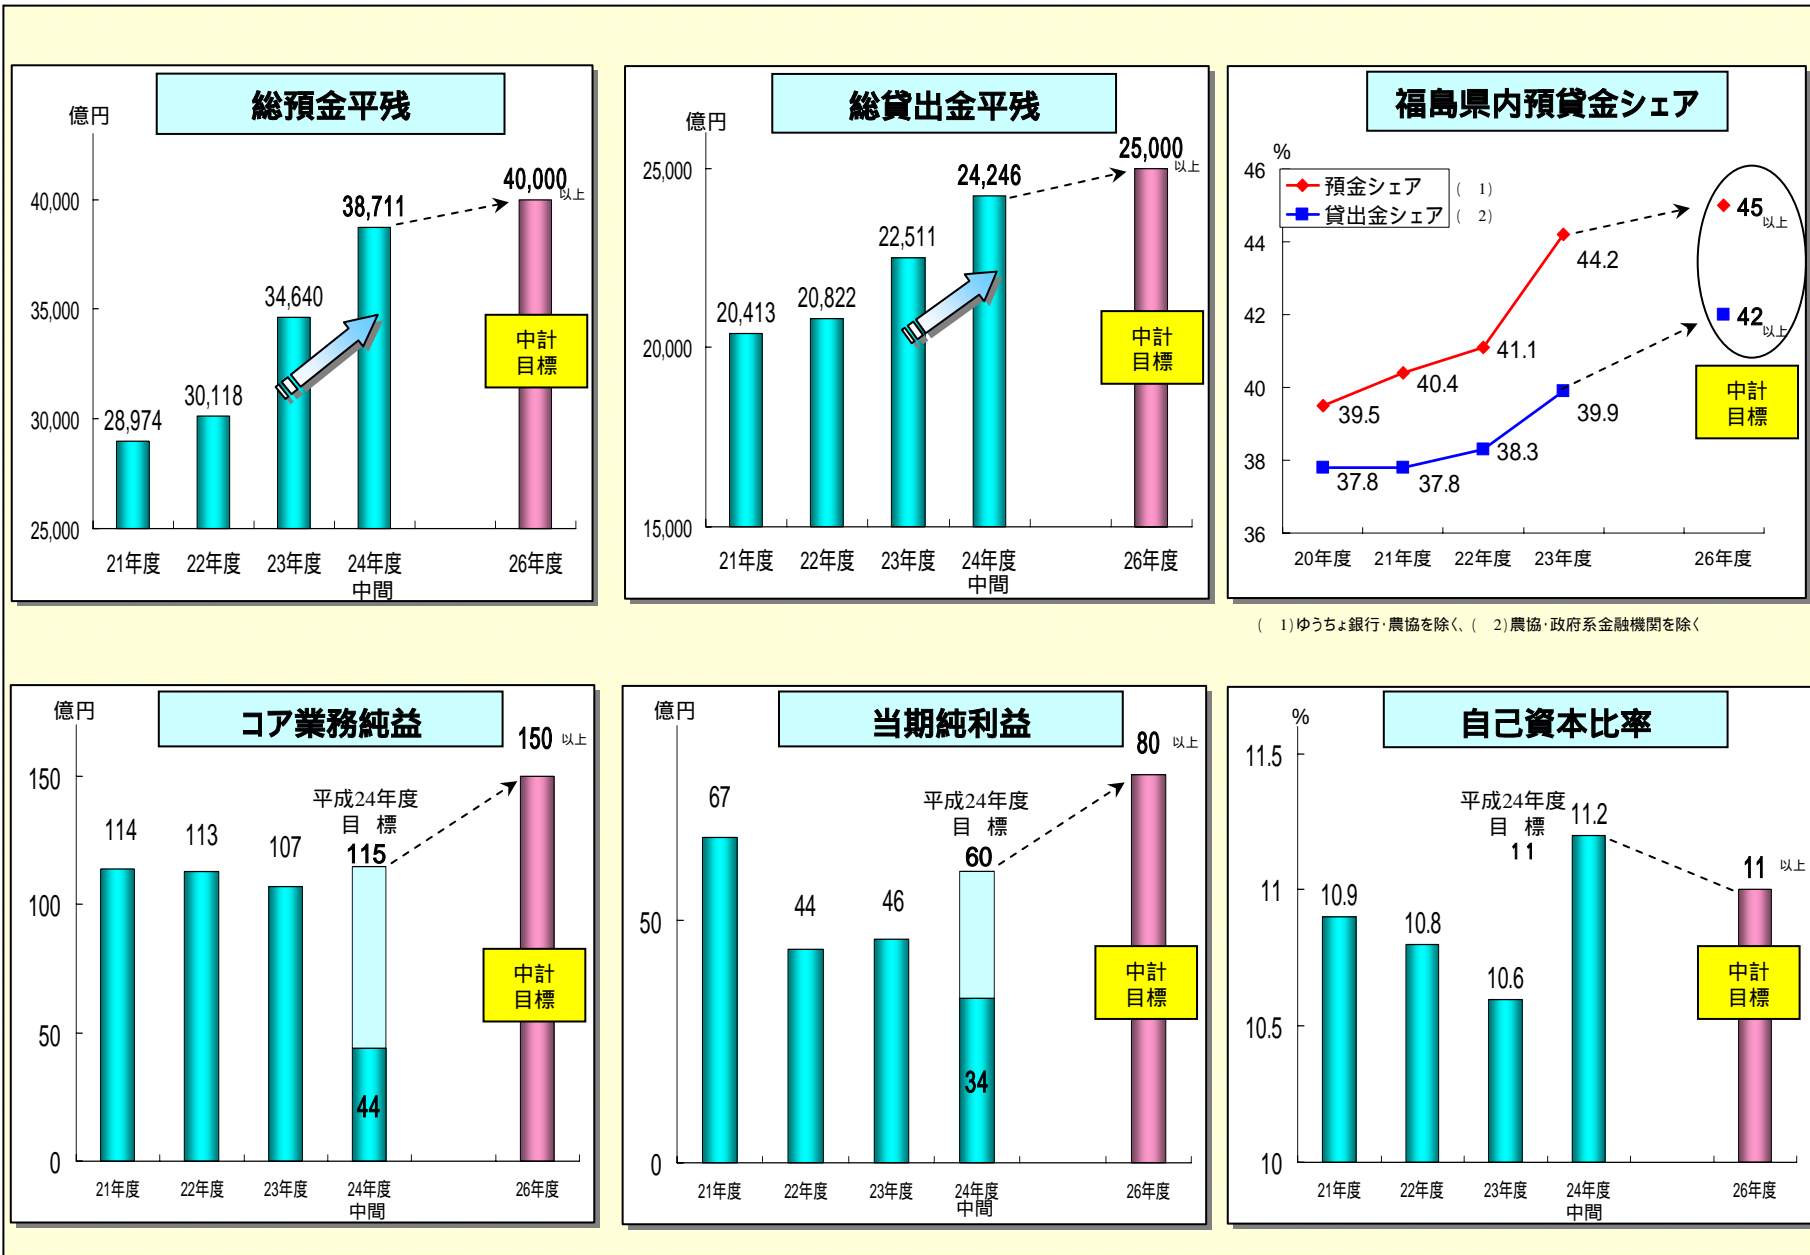 総預金平残
億円
40,000
35,000
30,000
25,000
28,974
30,118
34,640
38,711
40,000 以上
中計
目標
21年度 22年度 23年度 24年度 26年度
中間
総貸出金平残
億円
25,000
20,000
15,000
20,413
20,822
22,511
24,246
25,000 以上
中計
目標
21年度 22年度 23年度 24年度 26年度
中間
福島県内預貸金シェア
%
46
44
42
40
38
36
預金シェア ( 1)
貸出金シェア ( 2)
39.5
40.4
41.1
44.2
45 以上
37.8
37.8
38.3
39.9
42 以上
中計
目標
20年度 21年度 22年度 23年度 26年度
( 1)ゆうちょ銀行・農協を除く、( 2)農協・政府系金融機関を除く
コア業務純益
億円
150
100
50
0
114
113
107
平成24年度
目 標
115
44
150 以上
中計
目標
21年度 22年度 23年度 24年度 26年度
中間
当期純利益
億円
50
0
67
44
46
平成24年度
目 標
60
34
80 以上
中計
目標
21年度 22年度 23年度 24年度 26年度
中間
自己資本比率
%
11.5
11
10.5
10
10.9
10.8
10.6
平成24年度
目 標
11
11.2
11 以上
中計
目標
21年度 22年度 23年度 24年度 26年度
中間